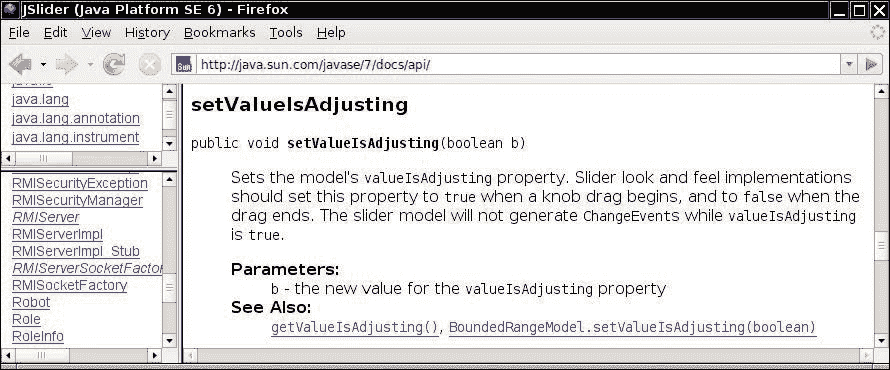 JSlider (Java Platform SE 6) - Firefox
File Edit View History Bookmarks Tools Help
Sun
http://java.sun.com/javase/7/docs/api/
java.lang
java.lang.annotation
java.lang.instrument
RMISecurityException
RMISecurityManager
RMIServer
RMIServerImpl
RMIServerImpl_Stub
RMIServerSocketFactor
RMISocketFactory
Robot
Role
RoleInfo
setValueIsAdjusting
public void setValueIsAdjusting(boolean b)
Sets the model's valueIsAdjusting property. Slider look and feel implementations
should set this property to true when a knob drag begins, and to false when the
drag ends. The slider model will not generate ChangeEvents while valueIsAdjusting
is true.
Parameters:
b - the new value for the valueIsAdjusting property
See Also:
getValueIsAdjusting(), BoundedRangeModel.setValueIsAdjusting(boolean)